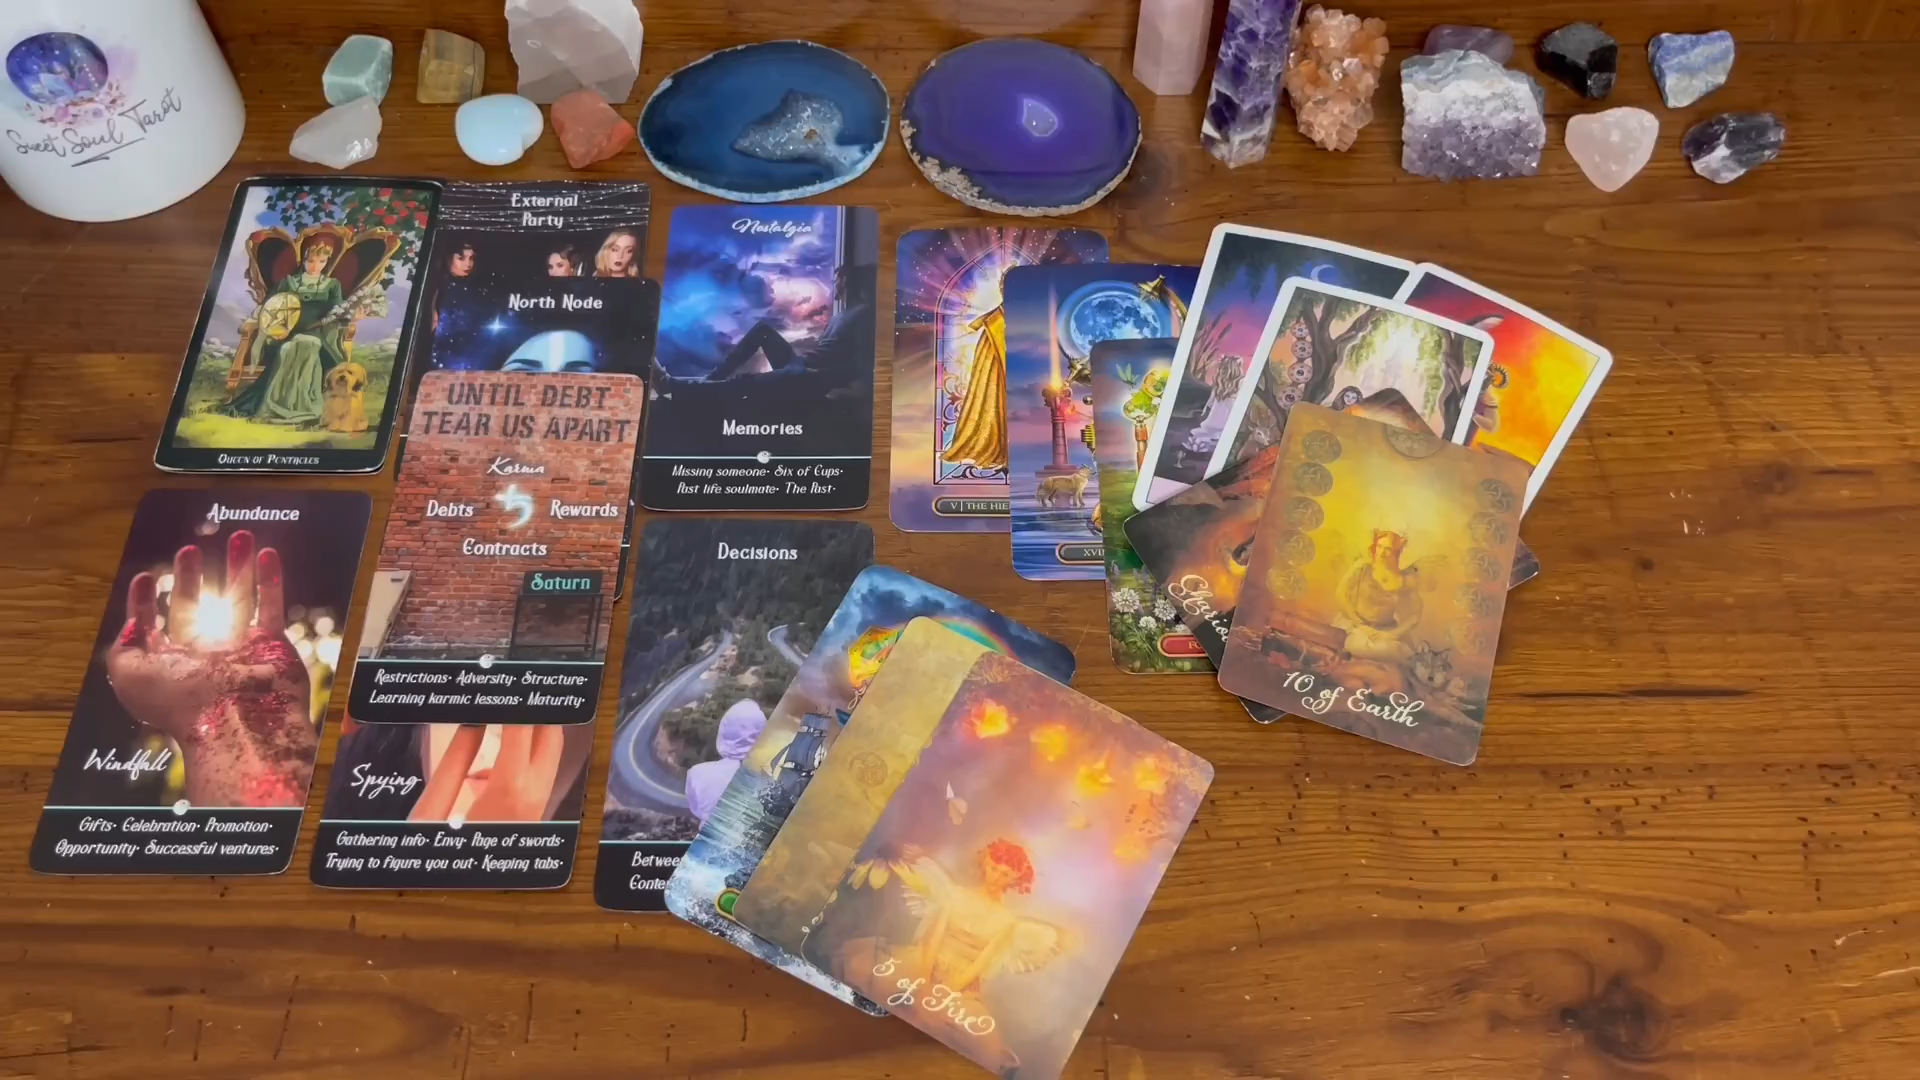 Sweet Soul Tarot
Queen of Pentacles
External
Party
North Node
Nostalgia
Memories
Missing someone· Six of Cups·
Past life soulmate· The Past·
UNTIL DEBT
TEAR US APART
Karma
Debts Rewards
Contracts
Saturn
Restrictions· Adversity· Structure·
Learning karmic lessons· Maturity·
Abundance
Windfall
Gifts· Celebration· Promotion·
Opportunity· Successful ventures·
Spying
Gathering info· Envy· Page of swords·
Trying to figure you out· Keeping tabs·
Decisions
V | THE HIE
XVII
10 of Earth
5 of Fire